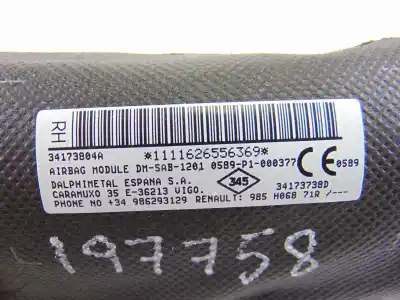 RH
34173804A
*1111626556369*
AIRBAG MODULE DM-SAB-1201 0589-P1-000377 CE 0589
DALPHIMETAL ESPANA S.A.
345
34173738D
CARAMUXO 35 E-36213 VIGO.
PHONE NO +34 986293129 RENAULT: 985 H068 71R /---
197758